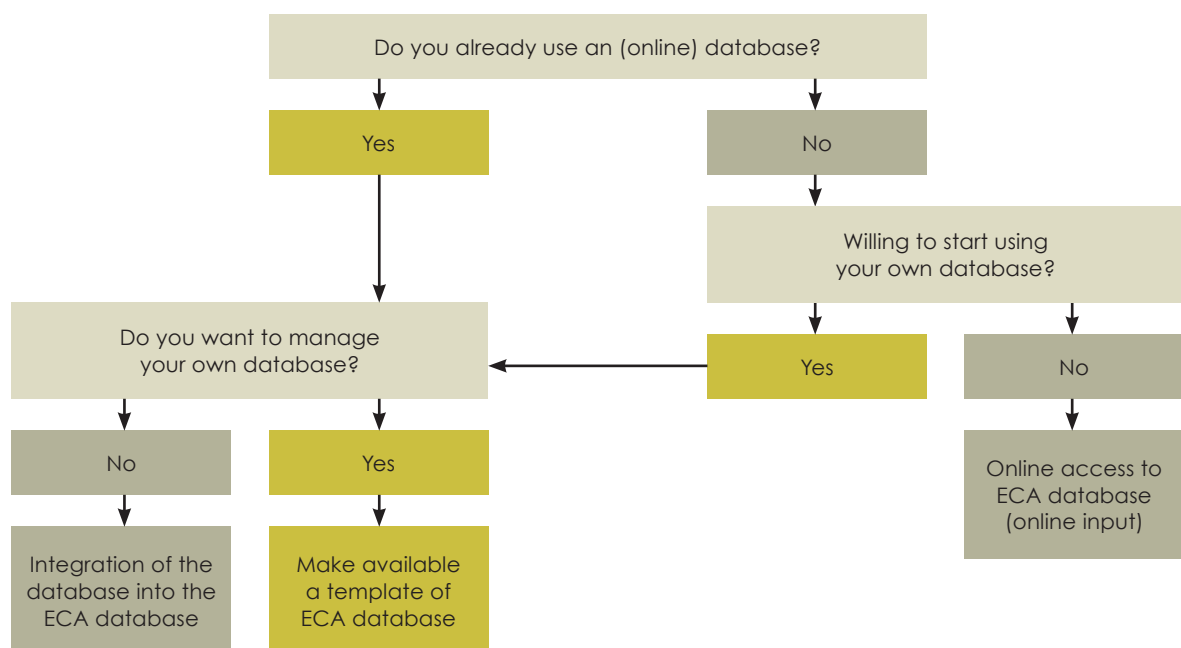 Do you already use an (online) database?
Yes
No
Willing to start using
your own database?
Do you want to manage
your own database?
Yes
No
No
Yes
Online access to
ECA database
(online input)
Integration of the
database into the
ECA database
Make available
a template of
ECA database